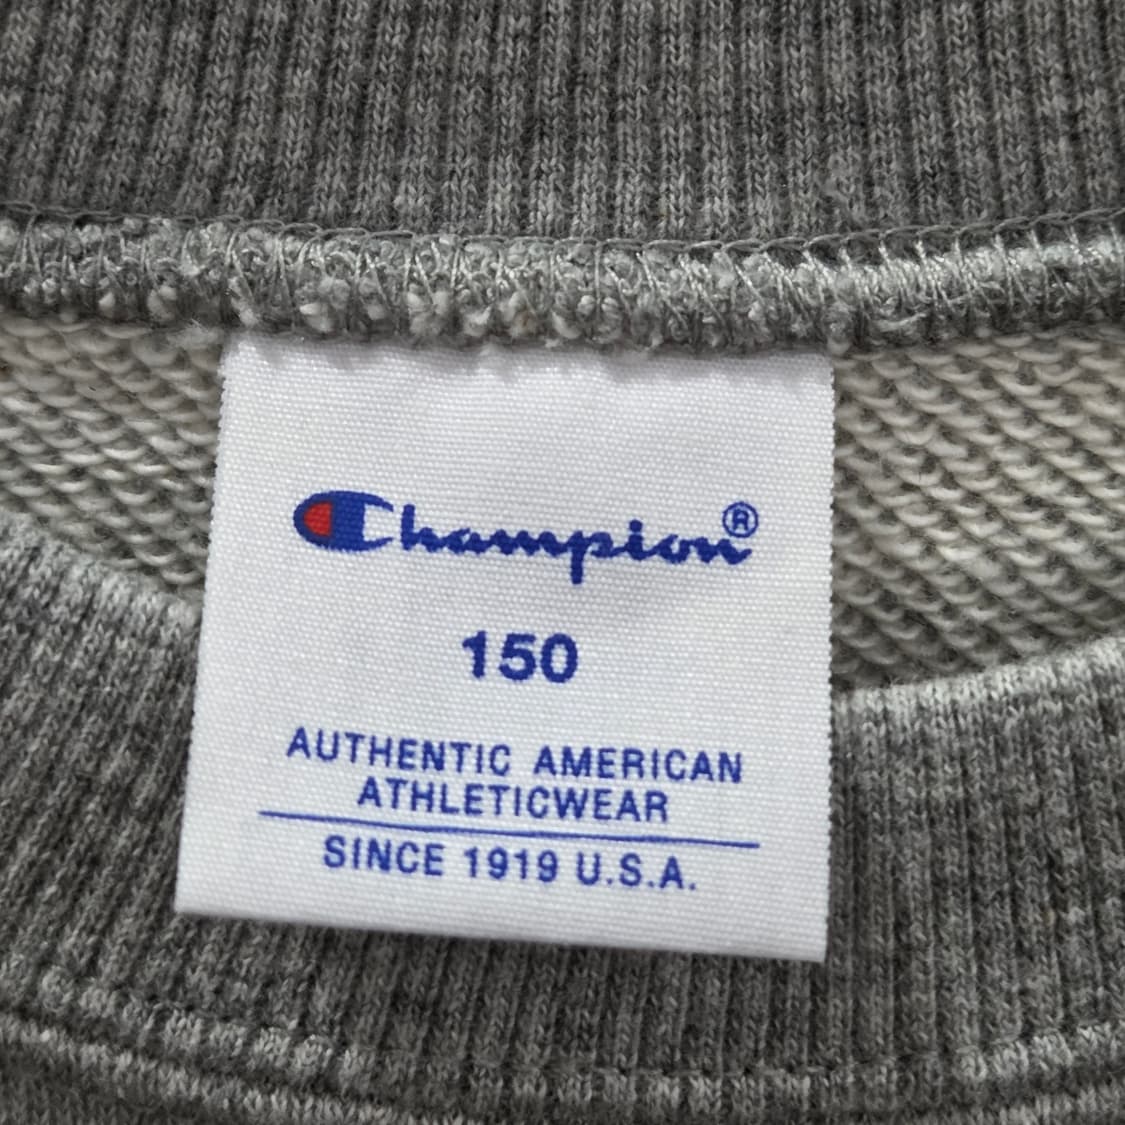 Champion®
150
AUTHENTIC AMERICAN
ATHLETICWEAR
SINCE 1919 U.S.A.